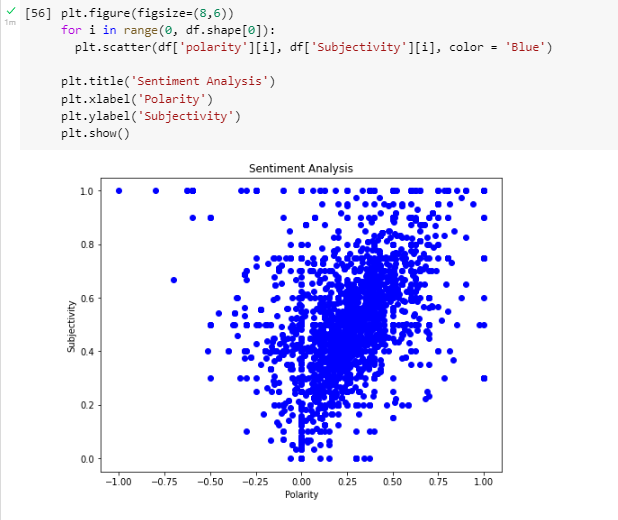 [56] plt.figure(figsize=(8,6))
1m
for i in range(0, df.shape[0]):
plt.scatter(df['polarity'][i], df['Subjectivity'][i], color = 'Blue')
plt.title('Sentiment Analysis')
plt.xlabel('Polarity')
plt.ylabel('Subjectivity')
plt.show()
Sentiment Analysis
1.0
0.8
0.6
0.4
0.2
0.0
Subjectivity
−1.00 −0.75 −0.50 −0.25 0.00 0.25 0.50 0.75 1.00
Polarity